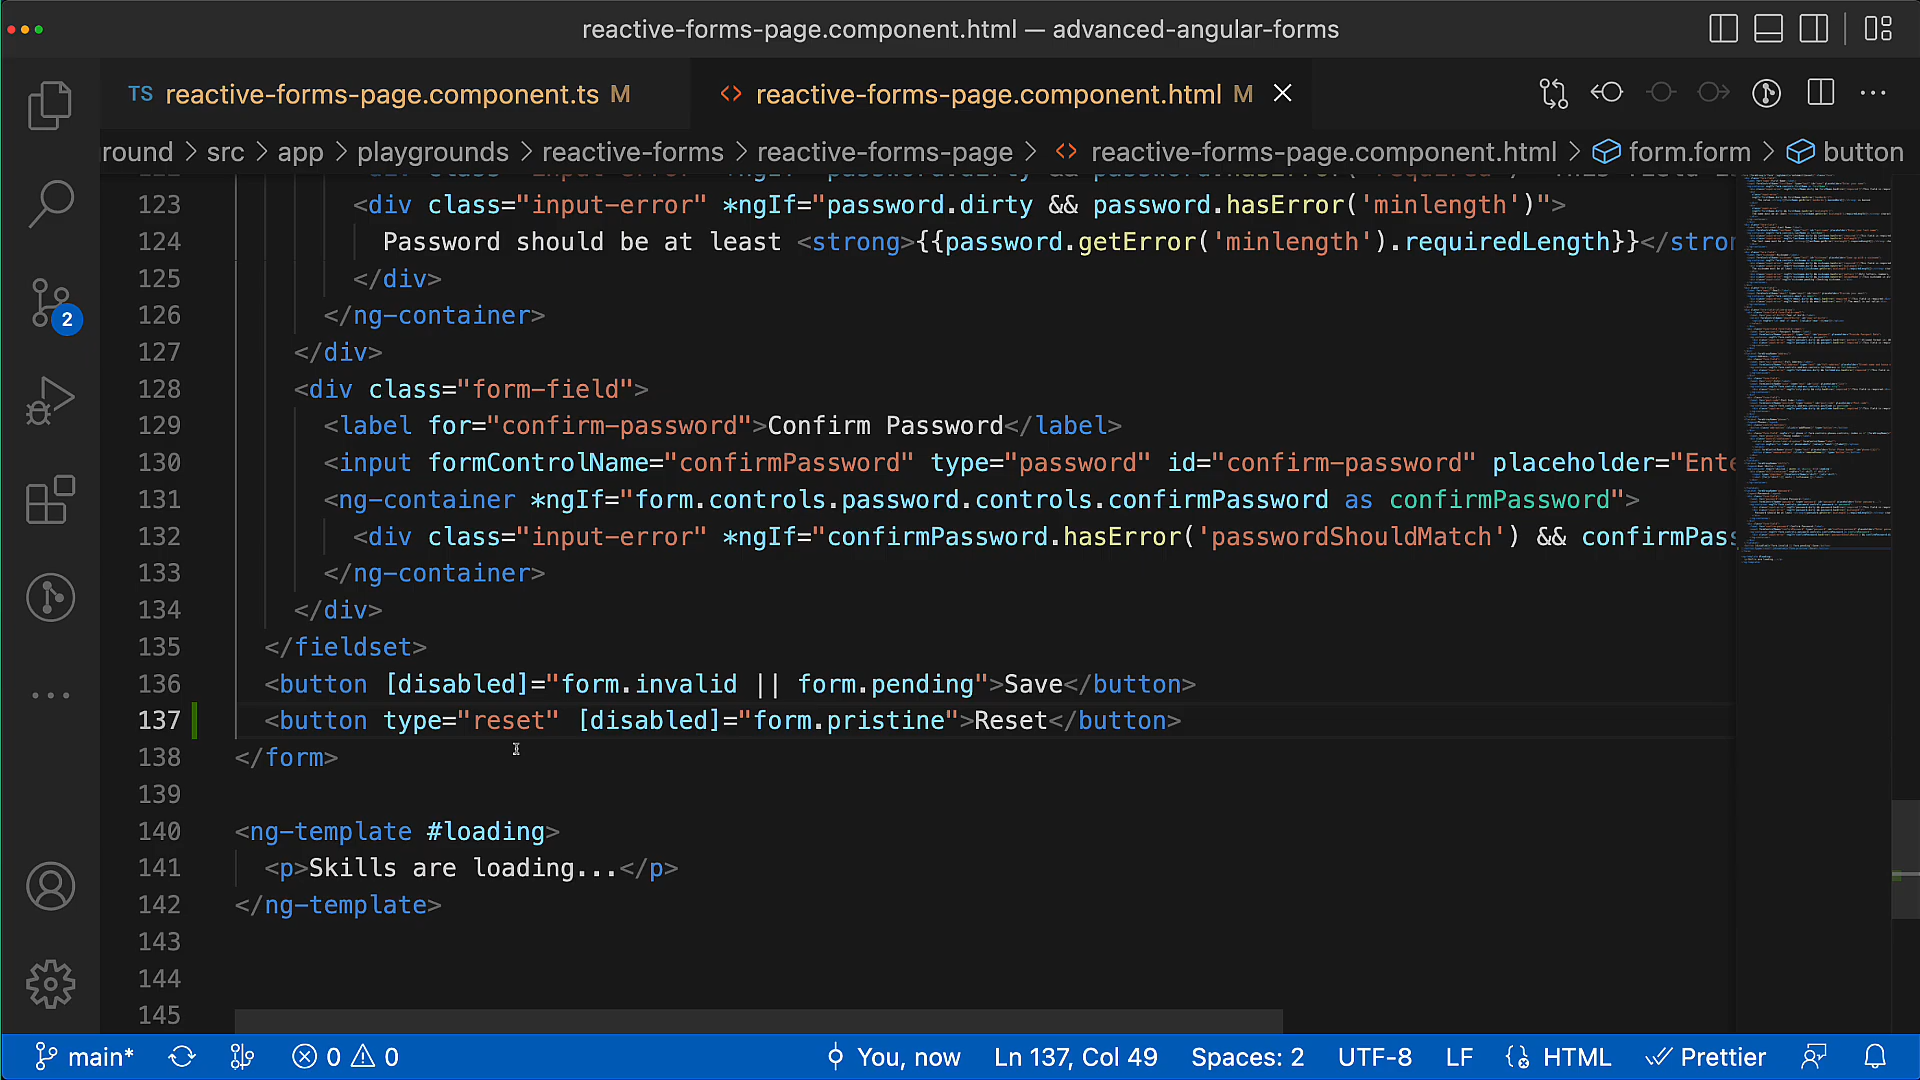 reactive-forms-page.component.html — advanced-angular-forms
TS reactive-forms-page.component.ts M
<> reactive-forms-page.component.html M
round > src > app > playgrounds > reactive-forms > reactive-forms-page > <> reactive-forms-page.component.html > form.form > button
123 <div class="input-error" *ngIf="password.dirty && password.hasError('minlength')">
124 Password should be at least <strong>{{password.getError('minlength').requiredLength}}</stron
125 </div>
126 </ng-container>
127 </div>
128 <div class="form-field">
129 <label for="confirm-password">Confirm Password</label>
130 <input formControlName="confirmPassword" type="password" id="confirm-password" placeholder="Ente
131 <ng-container *ngIf="form.controls.password.controls.confirmPassword as confirmPassword">
132 <div class="input-error" *ngIf="confirmPassword.hasError('passwordShouldMatch') && confirmPass
133 </ng-container>
134 </div>
135 </fieldset>
136 <button [disabled]="form.invalid || form.pending">Save</button>
137 <button type="reset" [disabled]="form.pristine">Reset</button>
138 </form>
139
140 <ng-template #loading>
141 <p>Skills are loading...</p>
142 </ng-template>
143
144
145
2
main* 0 0 You, now Ln 137, Col 49 Spaces: 2 UTF-8 LF HTML Prettier